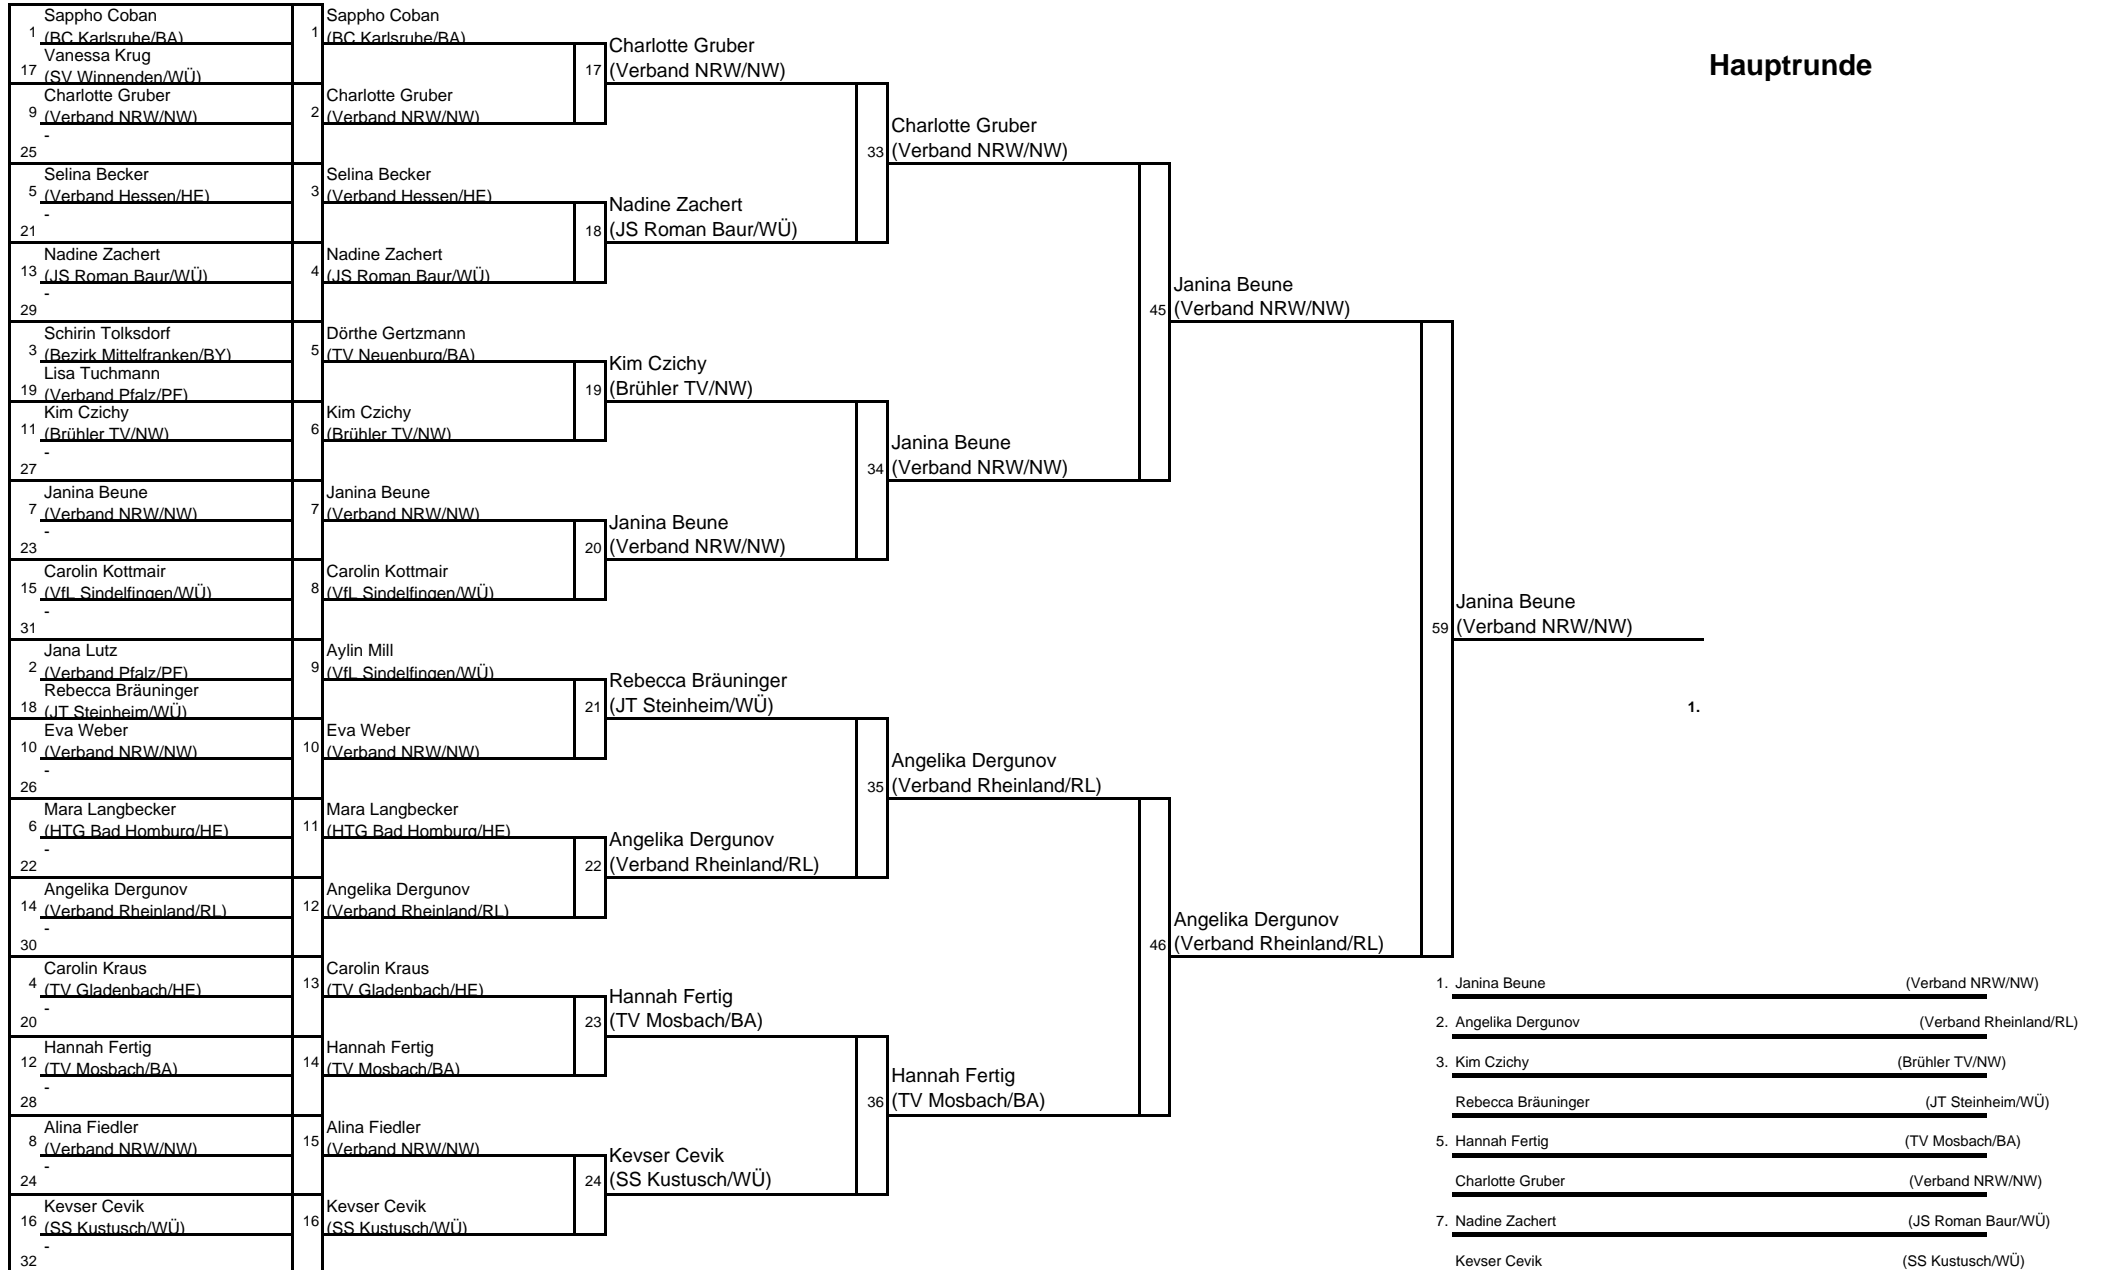 Hauptrunde
1 Sappho Coban
(BC Karlsruhe/BA)
17 Vanessa Krug
(SV Winnenden/WÜ)
9 Charlotte Gruber
(Verband NRW/NW)
25 -
5 Selina Becker
(Verband Hessen/HE)
21 -
13 Nadine Zachert
(JS Roman Baur/WÜ)
29 -
3 Schirin Tolksdorf
(Bezirk Mittelfranken/BY)
19 Lisa Tuchmann
(Verband Pfalz/PF)
11 Kim Czichy
(Brühler TV/NW)
27 -
7 Janina Beune
(Verband NRW/NW)
23 -
15 Carolin Kottmair
(VfL Sindelfingen/WÜ)
31 -
2 Jana Lutz
(Verband Pfalz/PF)
18 Rebecca Bräuninger
(JT Steinheim/WÜ)
10 Eva Weber
(Verband NRW/NW)
26 -
6 Mara Langbecker
(HTG Bad Homburg/HE)
22 -
14 Angelika Dergunov
(Verband Rheinland/RL)
30 -
4 Carolin Kraus
(TV Gladenbach/HE)
20 -
12 Hannah Fertig
(TV Mosbach/BA)
28 -
8 Alina Fiedler
(Verband NRW/NW)
24 -
16 Kevser Cevik
(SS Kustusch/WÜ)
32 -
1 Sappho Coban
(BC Karlsruhe/BA)
2 Charlotte Gruber
(Verband NRW/NW)
3 Selina Becker
(Verband Hessen/HE)
4 Nadine Zachert
(JS Roman Baur/WÜ)
5 Dörthe Gertzmann
(TV Neuenburg/BA)
6 Kim Czichy
(Brühler TV/NW)
7 Janina Beune
(Verband NRW/NW)
8 Carolin Kottmair
(VfL Sindelfingen/WÜ)
9 Aylin Mill
(VfL Sindelfingen/WÜ)
10 Eva Weber
(Verband NRW/NW)
11 Mara Langbecker
(HTG Bad Homburg/HE)
12 Angelika Dergunov
(Verband Rheinland/RL)
13 Carolin Kraus
(TV Gladenbach/HE)
14 Hannah Fertig
(TV Mosbach/BA)
15 Alina Fiedler
(Verband NRW/NW)
16 Kevser Cevik
(SS Kustusch/WÜ)
Charlotte Gruber
17 (Verband NRW/NW)
Nadine Zachert
18 (JS Roman Baur/WÜ)
Kim Czichy
19 (Brühler TV/NW)
Janina Beune
20 (Verband NRW/NW)
Rebecca Bräuninger
21 (JT Steinheim/WÜ)
Angelika Dergunov
22 (Verband Rheinland/RL)
Hannah Fertig
23 (TV Mosbach/BA)
Kevser Cevik
24 (SS Kustusch/WÜ)
Charlotte Gruber
33 (Verband NRW/NW)
Janina Beune
34 (Verband NRW/NW)
Angelika Dergunov
35 (Verband Rheinland/RL)
Hannah Fertig
36 (TV Mosbach/BA)
Janina Beune
45 (Verband NRW/NW)
Angelika Dergunov
46 (Verband Rheinland/RL)
Janina Beune
59 (Verband NRW/NW)
1.
1. Janina Beune (Verband NRW/NW)
2. Angelika Dergunov (Verband Rheinland/RL)
3. Kim Czichy (Brühler TV/NW)
Rebecca Bräuninger (JT Steinheim/WÜ)
5. Hannah Fertig (TV Mosbach/BA)
Charlotte Gruber (Verband NRW/NW)
7. Nadine Zachert (JS Roman Baur/WÜ)
Kevser Cevik (SS Kustusch/WÜ)